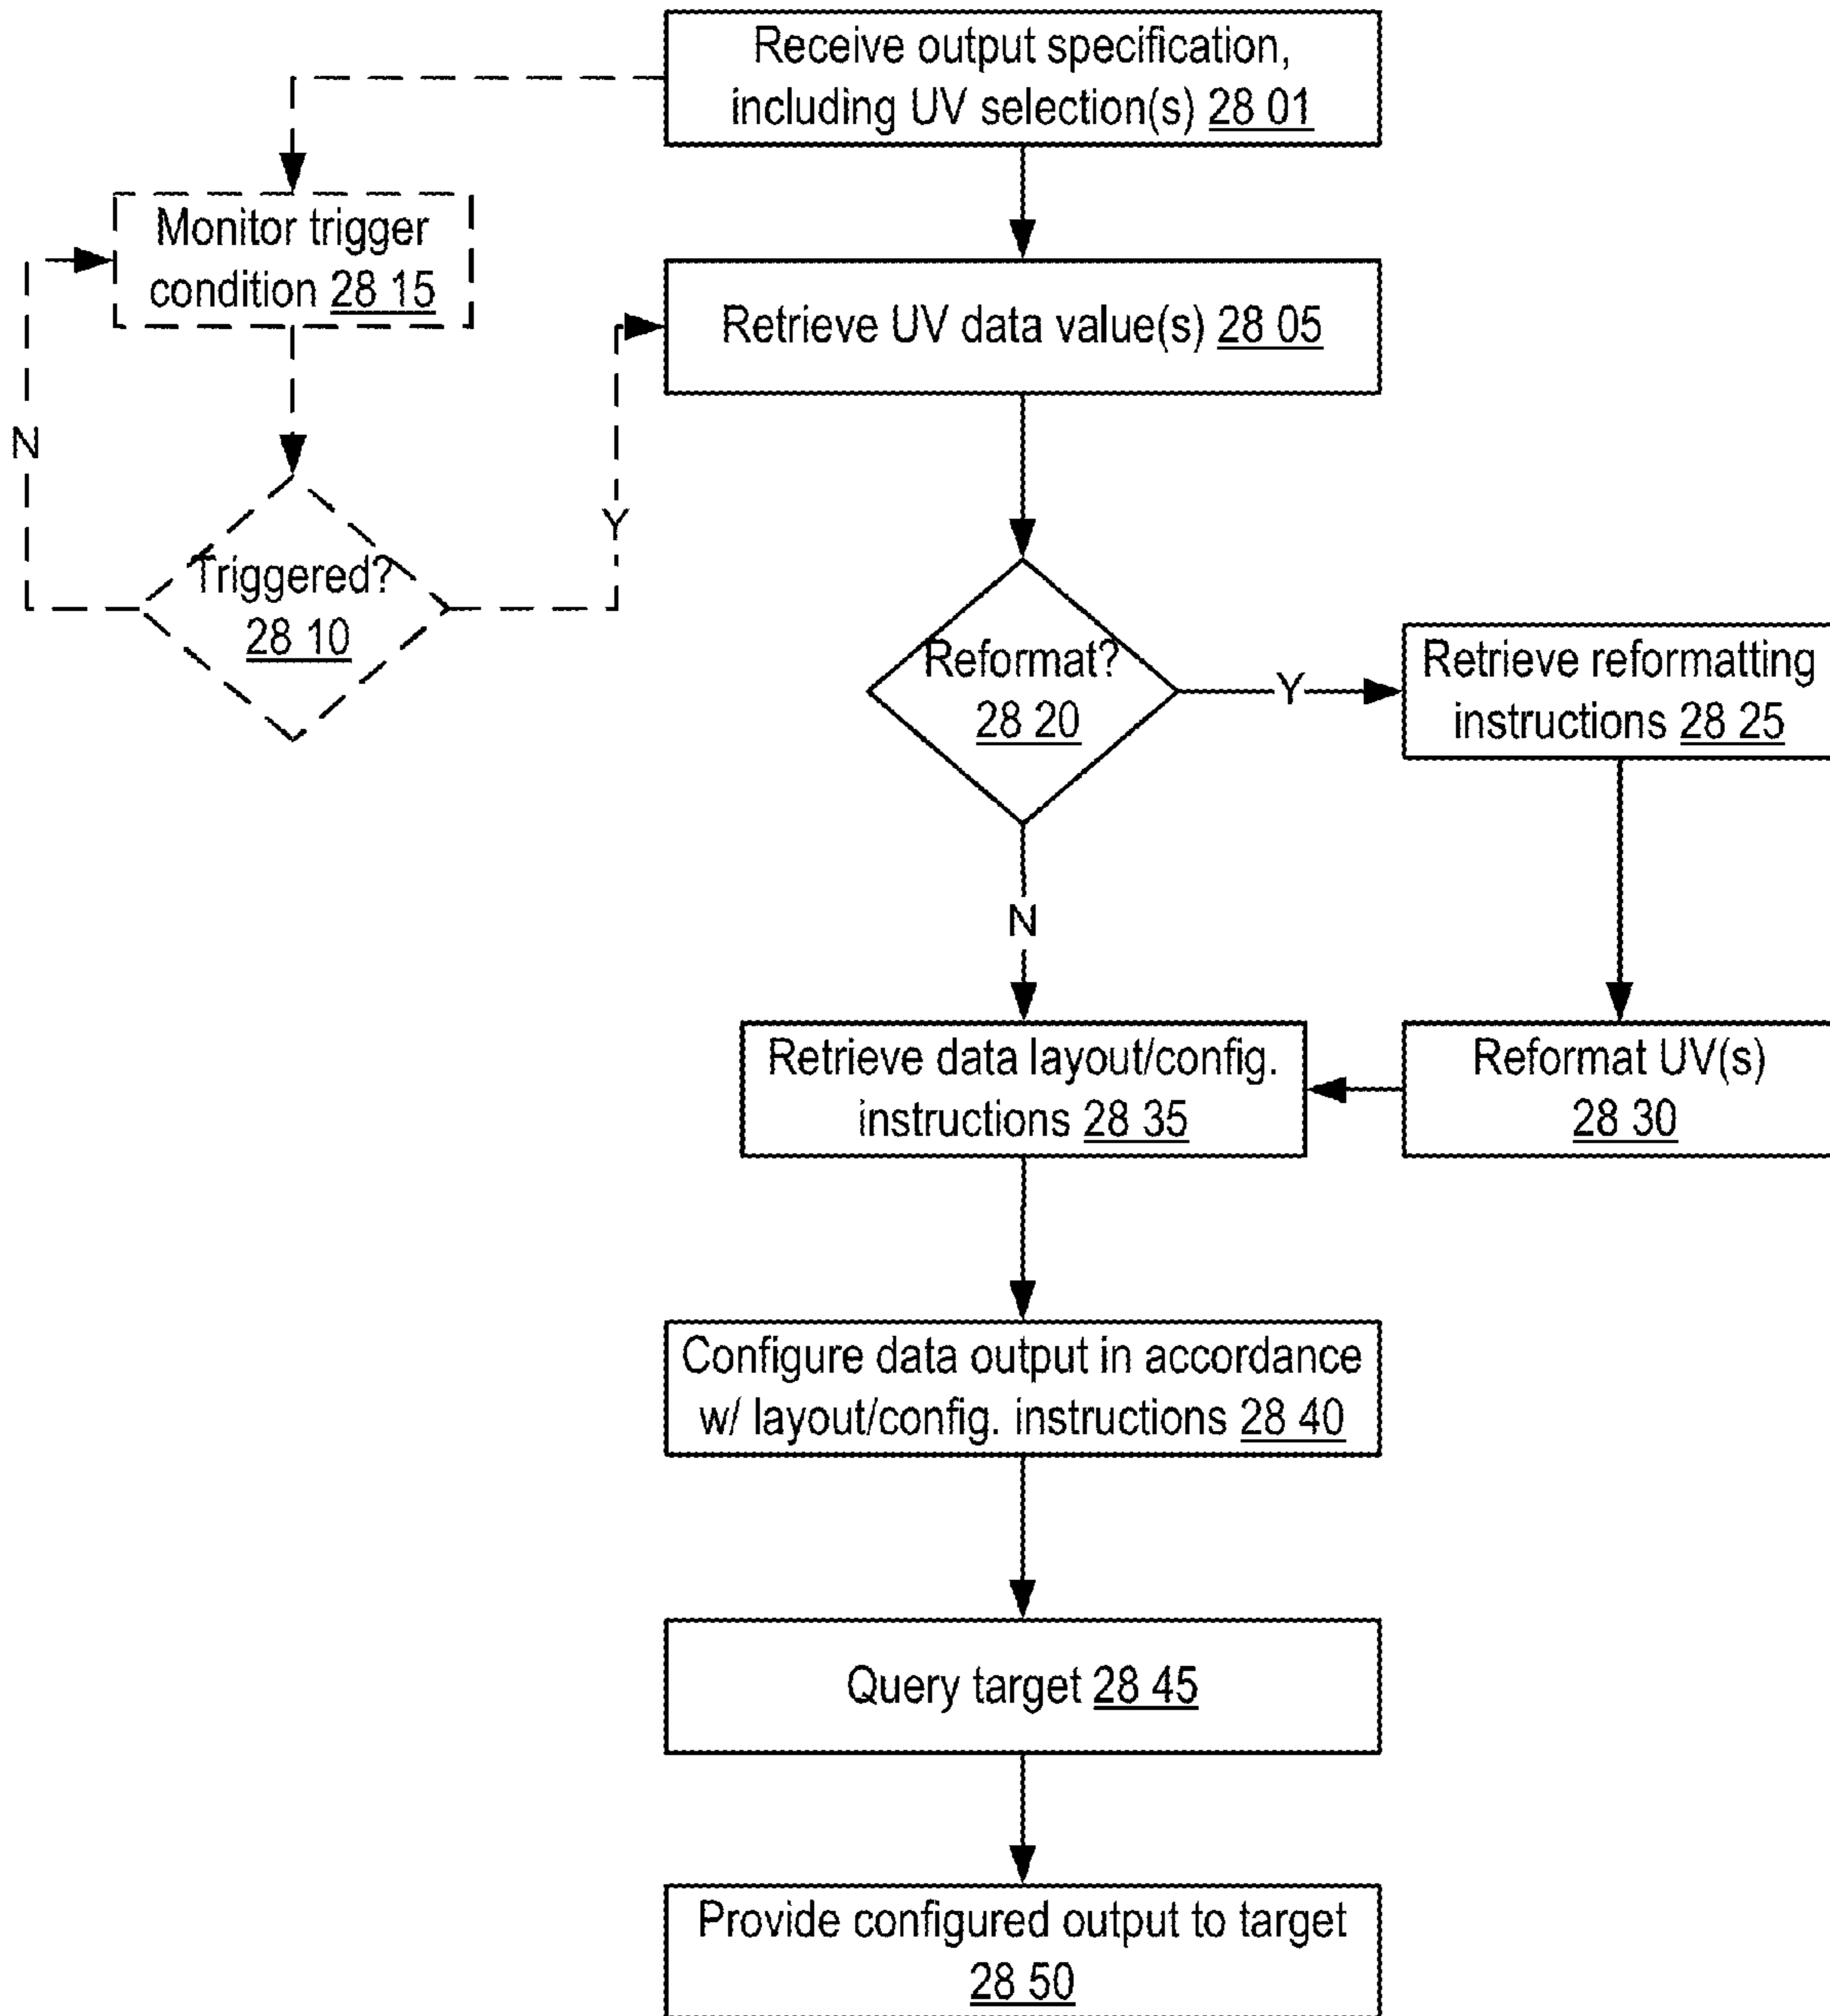 Receive output specification,
including UV selection(s) 28 01
Monitor trigger
condition 28 15
Retrieve UV data value(s) 28 05
N
Y
Triggered?
28 10
Reformat?
28 20
Y
Retrieve reformatting
instructions 28 25
N
Retrieve data layout/config.
instructions 28 35
Reformat UV(s)
28 30
Configure data output in accordance
w/ layout/config. instructions 28 40
Query target 28 45
Provide configured output to target
28 50